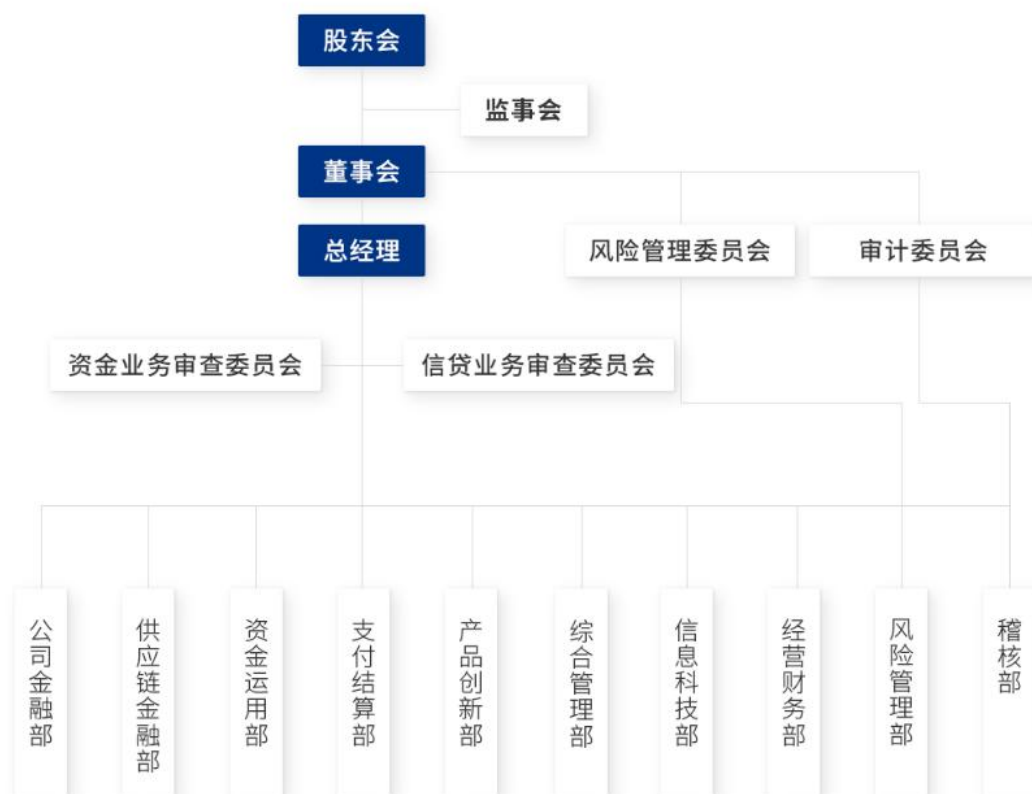 股东会
监事会
董事会
总经理
风险管理委员会
审计委员会
资金业务审查委员会
信贷业务审查委员会
公司金融部
供应链金融部
资金运用部
支付结算部
产品创新部
综合管理部
信息科技部
经营财务部
风险管理部
稽核部